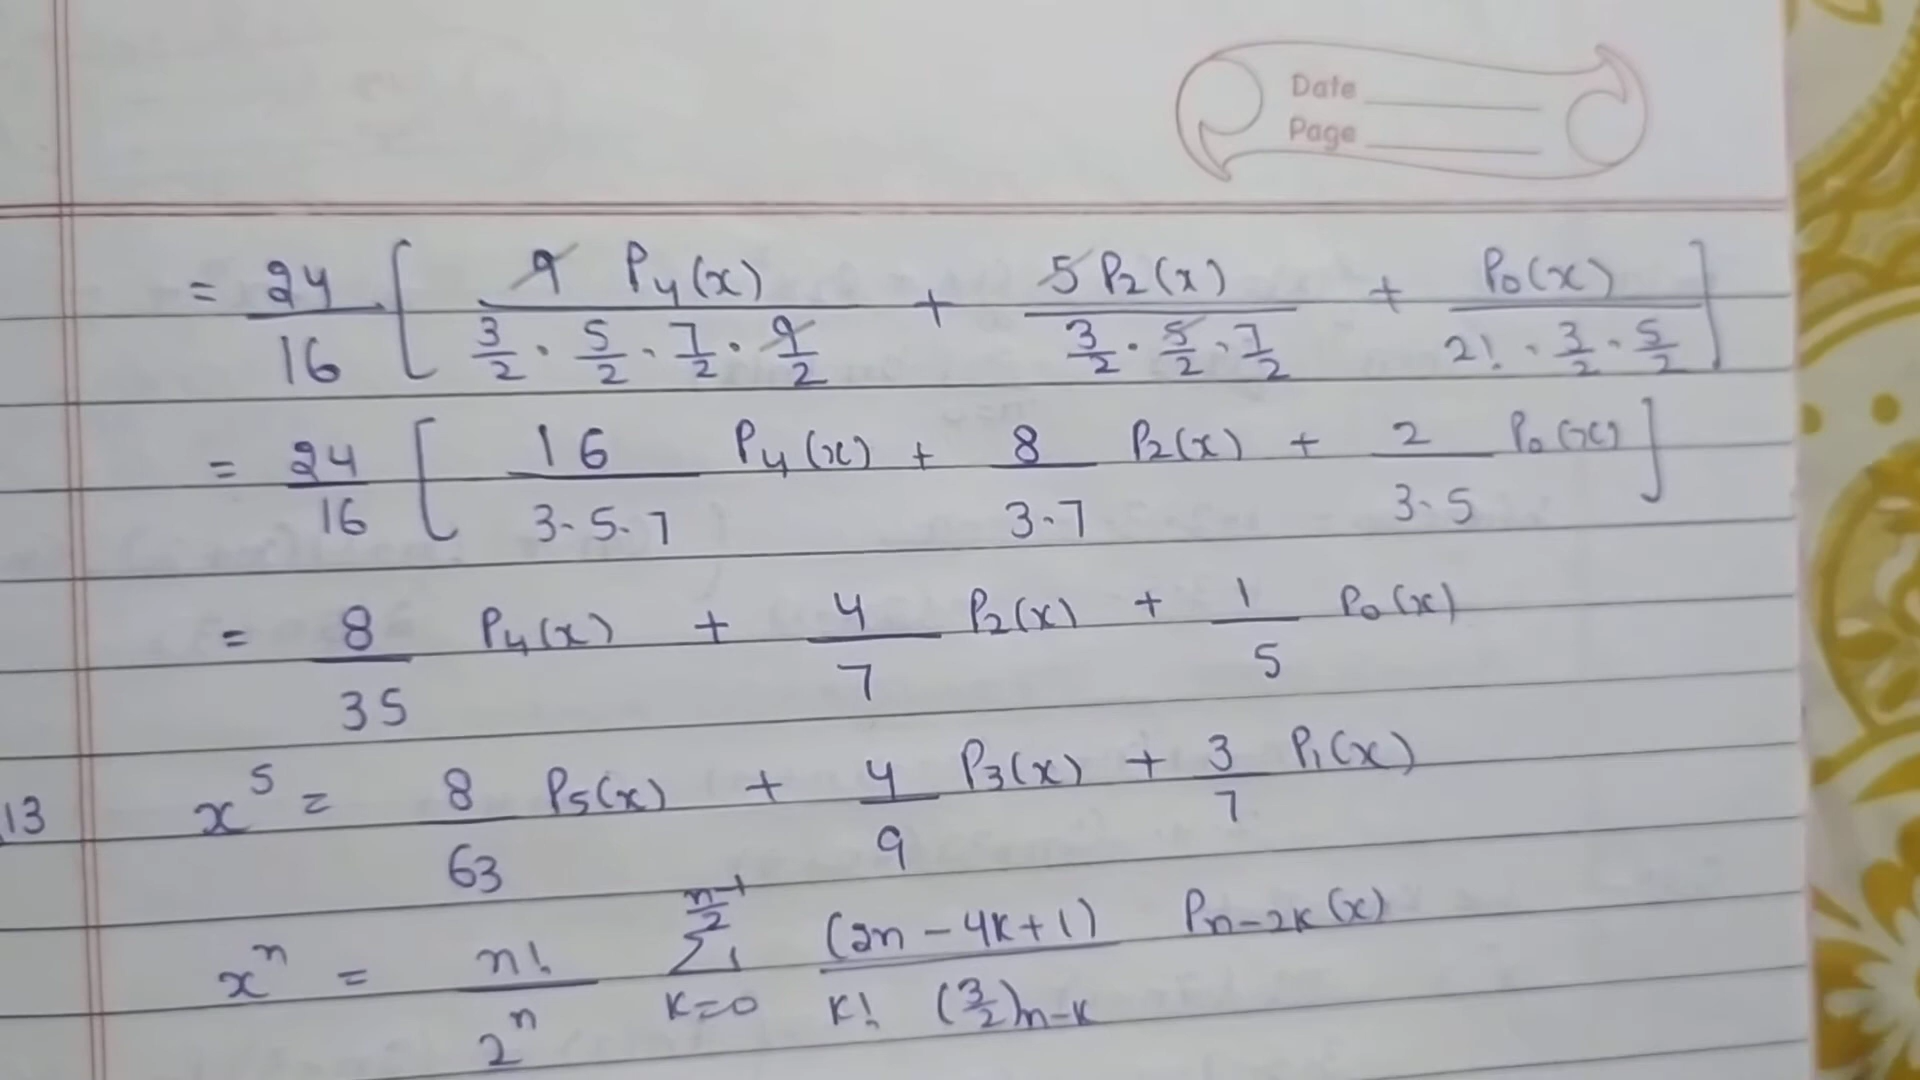 Date
Page
= 24/16 [ 9 P₄(x) / (3/2 · 5/2 · 7/2 · 9/2) + 5P₂(x) / (3/2 · 5/2 · 7/2) + P₀(x) / (2! · 3/2 · 5/2) ]
= 24/16 [ 16/(3·5·7) P₄(x) + 8/(3·7) P₂(x) + 2/(3·5) P₀(x) ]
= 8/35 P₄(x) + 4/7 P₂(x) + 1/5 P₀(x)
13 x⁵ = 8/63 P₅(x) + 4/9 P₃(x) + 3/7 P₁(x)
xⁿ = n!/2ⁿ Σ_{K=0}^{n-1/2} (2n - 4K + 1) / (K! (3/2)_{n-K}) P_{n-2K}(x)